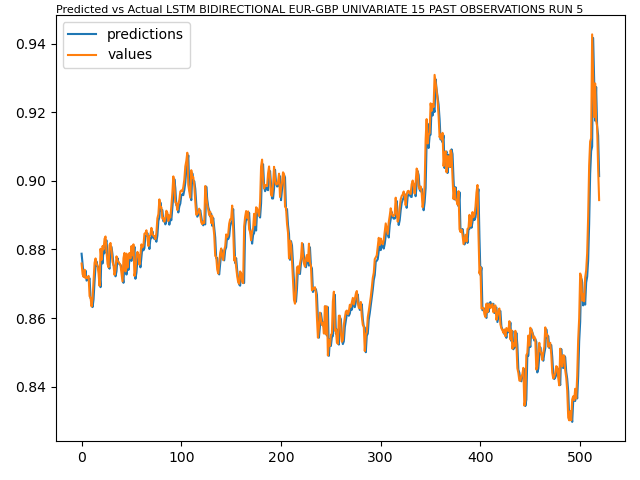 Predicted vs Actual LSTM BIDIRECTIONAL EUR-GBP UNIVARIATE 15 PAST OBSERVATIONS RUN 5
predictions
values
0.94
0.92
0.90
0.88
0.86
0.84
0 100 200 300 400 500